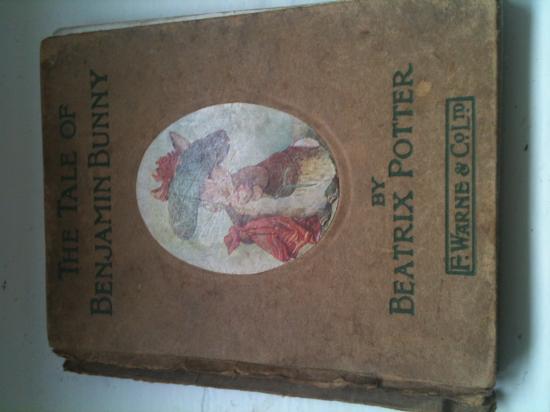 THE TALE OF
BENJAMIN BUNNY
BY
BEATRIX POTTER
F. WARNE & Co LTD